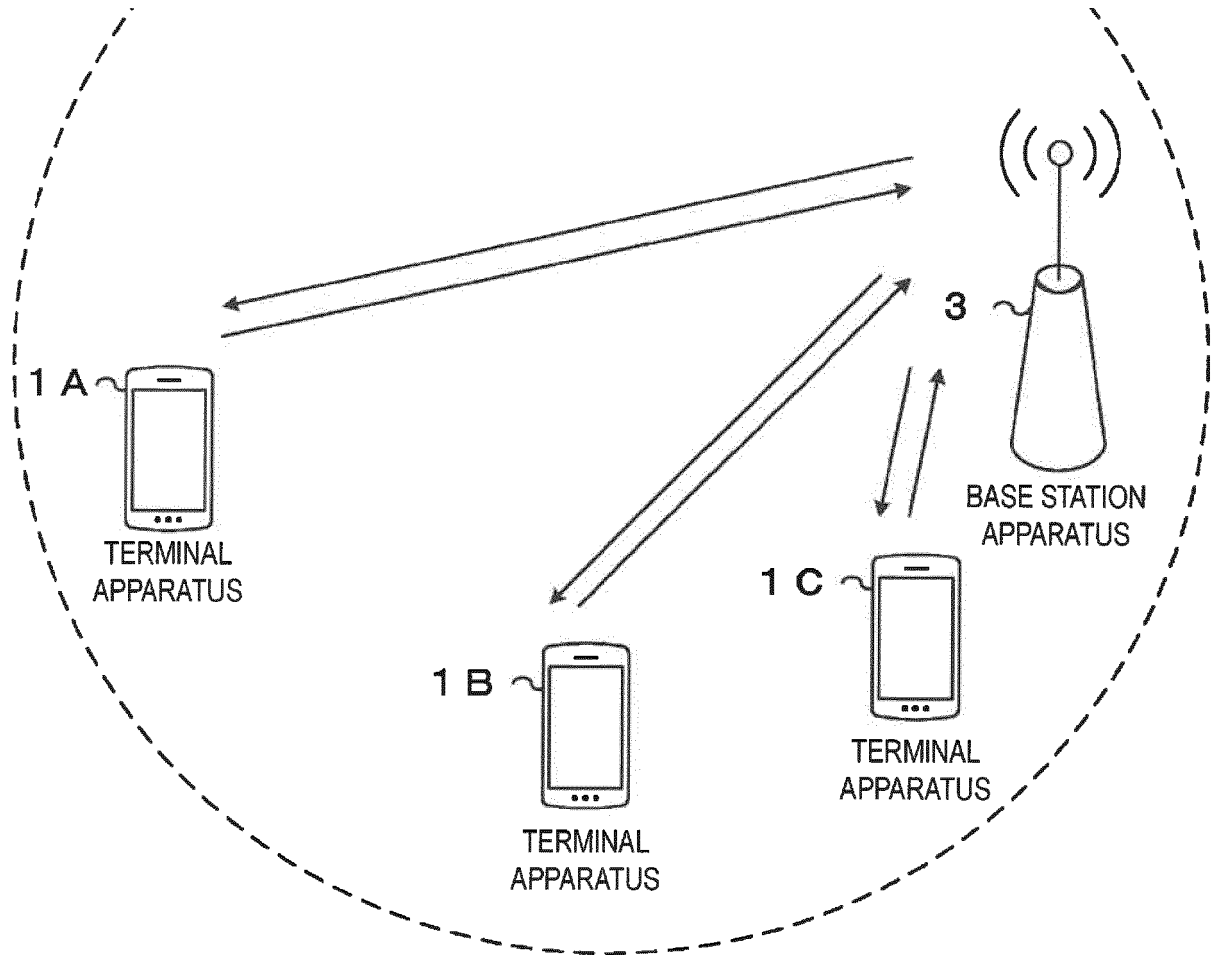 3
1 A
BASE STATION
APPARATUS
TERMINAL
APPARATUS
1 C
1 B
TERMINAL
APPARATUS
TERMINAL
APPARATUS